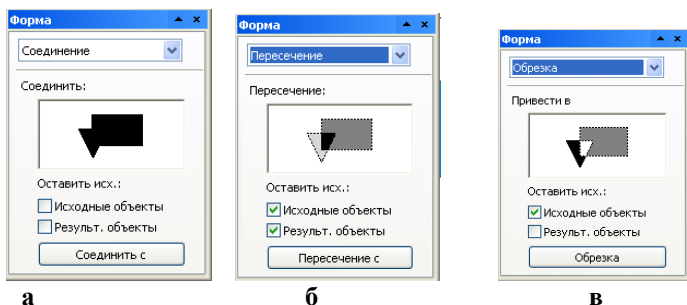 Форма
Соединение
Соединить:
Оставить исх.:
Исходные объекты
Результ. объекты
Соединить с
а
Форма
Пересечение
Пересечение:
Оставить исх.:
Исходные объекты
Результ. объекты
Пересечение с
б
Форма
Обрезка
Привести в
Оставить исх.:
Исходные объекты
Результ. объекты
Обрезка
в